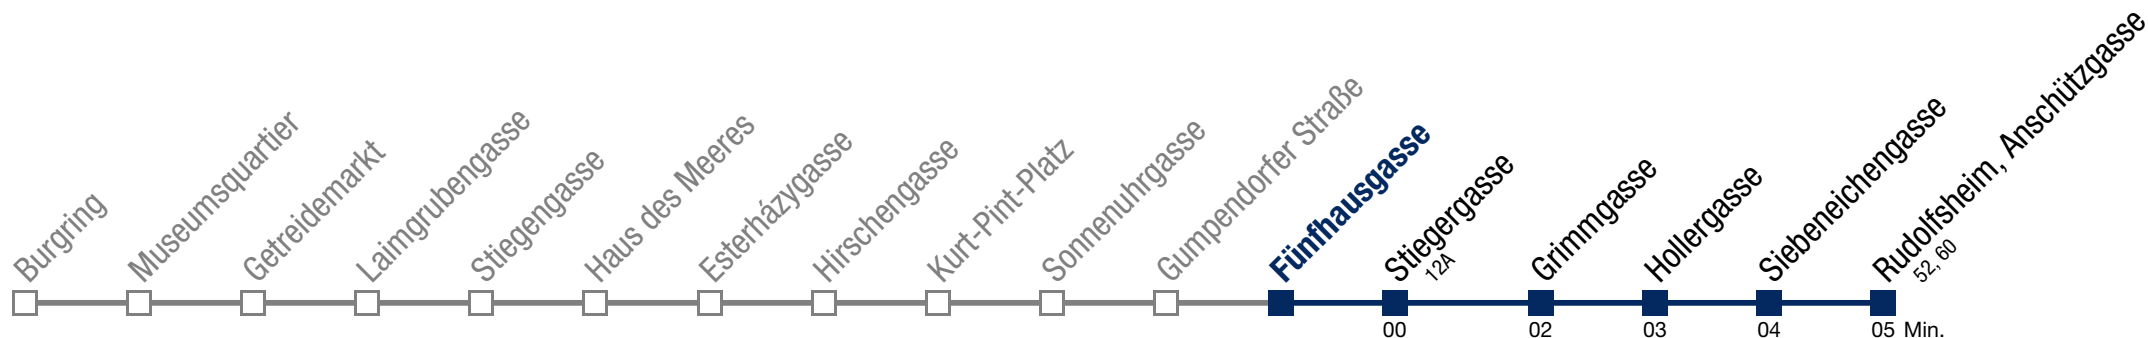 Burgring
Museumsquartier
Getreidemarkt
Laimgrubengasse
Stiegengasse
Haus des Meeres
Esterházygasse
Hirschengasse
Kurt-Pint-Platz
Sonnenuhrgasse
Gumpendorfer Straße
Fünfhausgasse
Stiegergasse
12A
Grimmgasse
Hollergasse
Siebeneichengasse
Rudolfsheim, Anschützgasse
52, 60
00 02 03 04 05 Min.